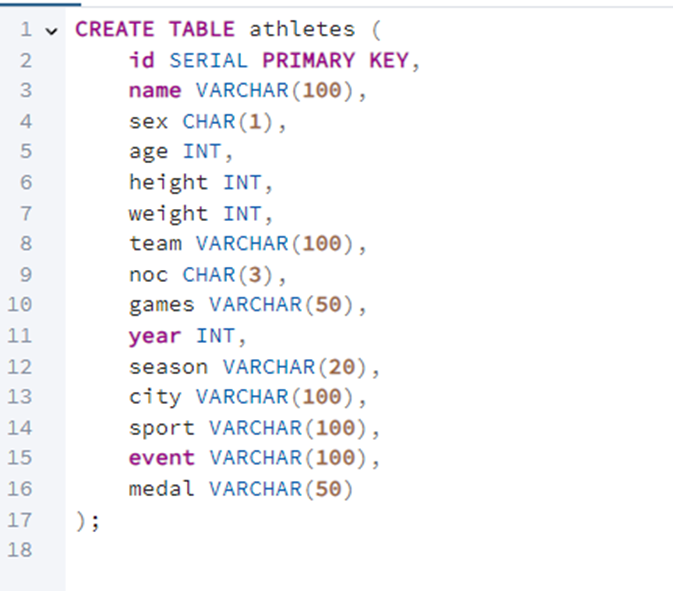 1 CREATE TABLE athletes (
2 id SERIAL PRIMARY KEY,
3 name VARCHAR(100),
4 sex CHAR(1),
5 age INT,
6 height INT,
7 weight INT,
8 team VARCHAR(100),
9 noc CHAR(3),
10 games VARCHAR(50),
11 year INT,
12 season VARCHAR(20),
13 city VARCHAR(100),
14 sport VARCHAR(100),
15 event VARCHAR(100),
16 medal VARCHAR(50)
17 );
18